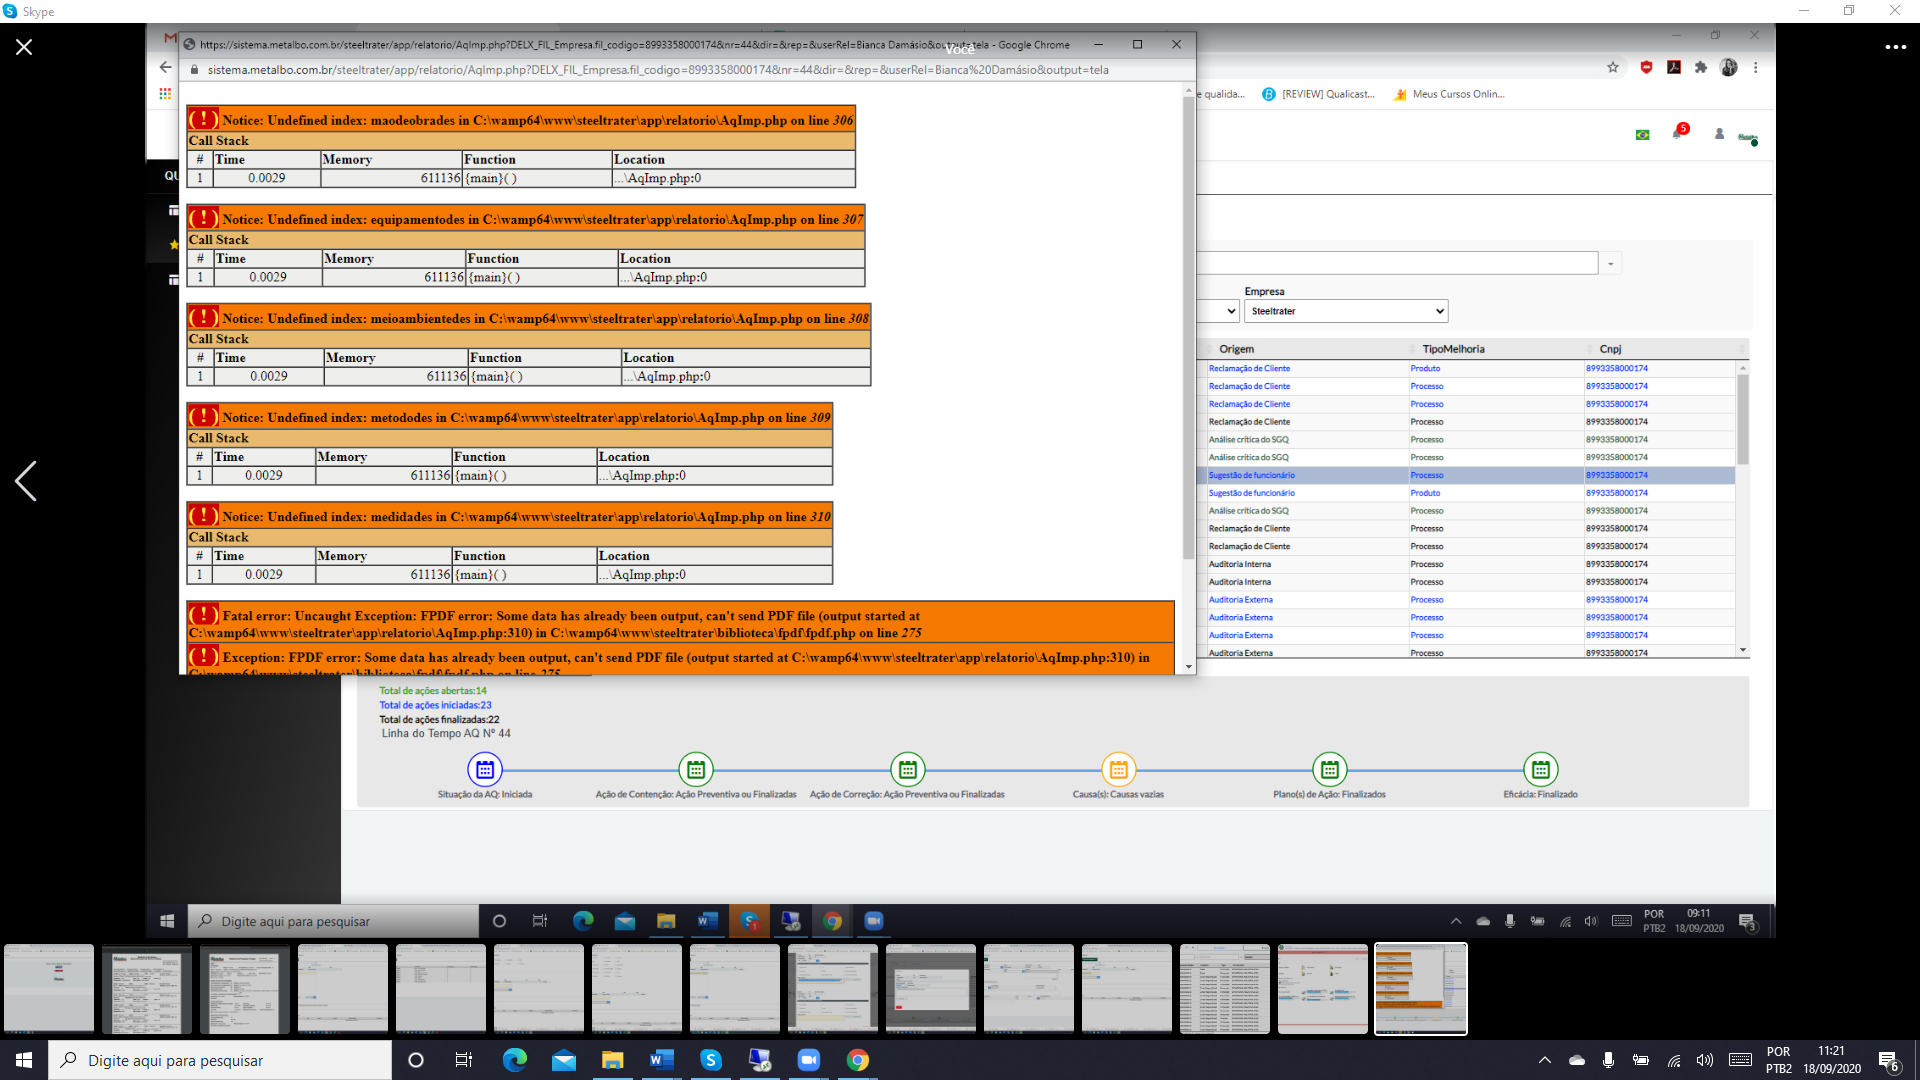 Skype
https://sistema.metalbo.com.br/steeltrater/app/relatorio/AqImp.php?DELX_FIL_Empresa.fil_codigo=8993358000174&nr=44&dir=&rep=&userRel=Bianca Damásio&output=tela - Google Chrome
Você
sistema.metalbo.com.br/steeltrater/app/relatorio/AqImp.php?DELX_FIL_Empresa.fil_codigo=8993358000174&nr=44&dir=&rep=&userRel=Bianca%20Damásio&output=tela
e qualida...
[REVIEW] Qualicast...
Meus Cursos Onlin...
5
( ! ) Notice: Undefined index: maodeobrades in C:\wamp64\www\steeltrater\app\relatorio\AqImp.php on line 306
Call Stack
# Time Memory Function Location
1 0.0029 611136 {main}( ) ...\AqImp.php:0
( ! ) Notice: Undefined index: equipamentodes in C:\wamp64\www\steeltrater\app\relatorio\AqImp.php on line 307
Call Stack
# Time Memory Function Location
1 0.0029 611136 {main}( ) ...\AqImp.php:0
( ! ) Notice: Undefined index: meioambientedes in C:\wamp64\www\steeltrater\app\relatorio\AqImp.php on line 308
Call Stack
# Time Memory Function Location
1 0.0029 611136 {main}( ) ...\AqImp.php:0
( ! ) Notice: Undefined index: metododes in C:\wamp64\www\steeltrater\app\relatorio\AqImp.php on line 309
Call Stack
# Time Memory Function Location
1 0.0029 611136 {main}( ) ...\AqImp.php:0
( ! ) Notice: Undefined index: medidades in C:\wamp64\www\steeltrater\app\relatorio\AqImp.php on line 310
Call Stack
# Time Memory Function Location
1 0.0029 611136 {main}( ) ...\AqImp.php:0
( ! ) Fatal error: Uncaught Exception: FPDF error: Some data has already been output, can't send PDF file (output started at
C:\wamp64\www\steeltrater\app\relatorio\AqImp.php:310) in C:\wamp64\www\steeltrater\biblioteca\fpdf\fpdf.php on line 275
( ! ) Exception: FPDF error: Some data has already been output, can't send PDF file (output started at C:\wamp64\www\steeltrater\app\relatorio\AqImp.php:310) in
C:\wamp64\www\steeltrater\biblioteca\fpdf\fpdf.php on line 275
QU
Empresa
Steeltrater
Origem TipoMelhoria Cnpj
Reclamação de Cliente Produto 8993358000174
Reclamação de Cliente Processo 8993358000174
Reclamação de Cliente Processo 8993358000174
Reclamação de Cliente Processo 8993358000174
Análise crítica do SGQ Processo 8993358000174
Análise crítica do SGQ Processo 8993358000174
Sugestão de funcionário Processo 8993358000174
Sugestão de funcionário Produto 8993358000174
Análise crítica do SGQ Processo 8993358000174
Reclamação de Cliente Processo 8993358000174
Reclamação de Cliente Processo 8993358000174
Auditoria Interna Processo 8993358000174
Auditoria Interna Processo 8993358000174
Auditoria Externa Processo 8993358000174
Auditoria Externa Processo 8993358000174
Auditoria Externa Processo 8993358000174
Auditoria Externa Processo 8993358000174
Total de ações abertas:14
Total de ações iniciadas:23
Total de ações finalizadas:22
Linha do Tempo AQ Nº 44
Situação da AQ: Iniciada
Ação de Contenção: Ação Preventiva ou Finalizadas
Ação de Correção: Ação Preventiva ou Finalizadas
Causa(s): Causas vazias
Plano(s) de Ação: Finalizados
Eficácia: Finalizado
Digite aqui para pesquisar
POR
PTB2
09:11
18/09/2020
3
Digite aqui para pesquisar
POR
PTB2
11:21
18/09/2020
6